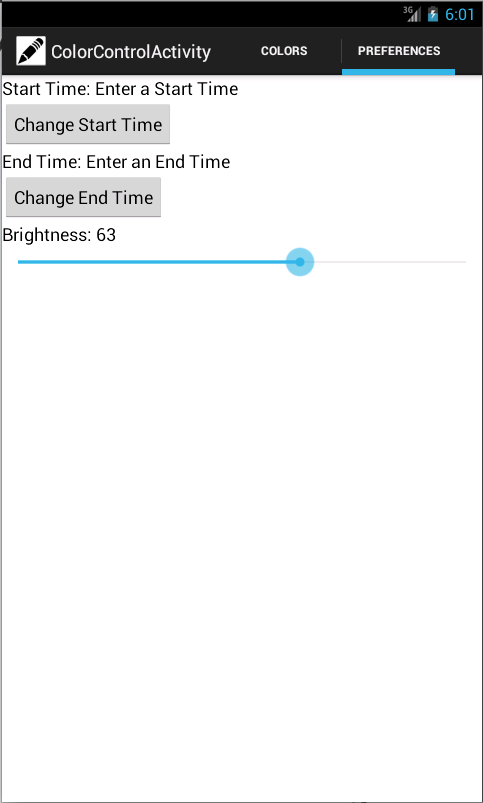 3G 6:01
ColorControlActivity COLORS PREFERENCES
Start Time: Enter a Start Time
Change Start Time
End Time: Enter an End Time
Change End Time
Brightness: 63